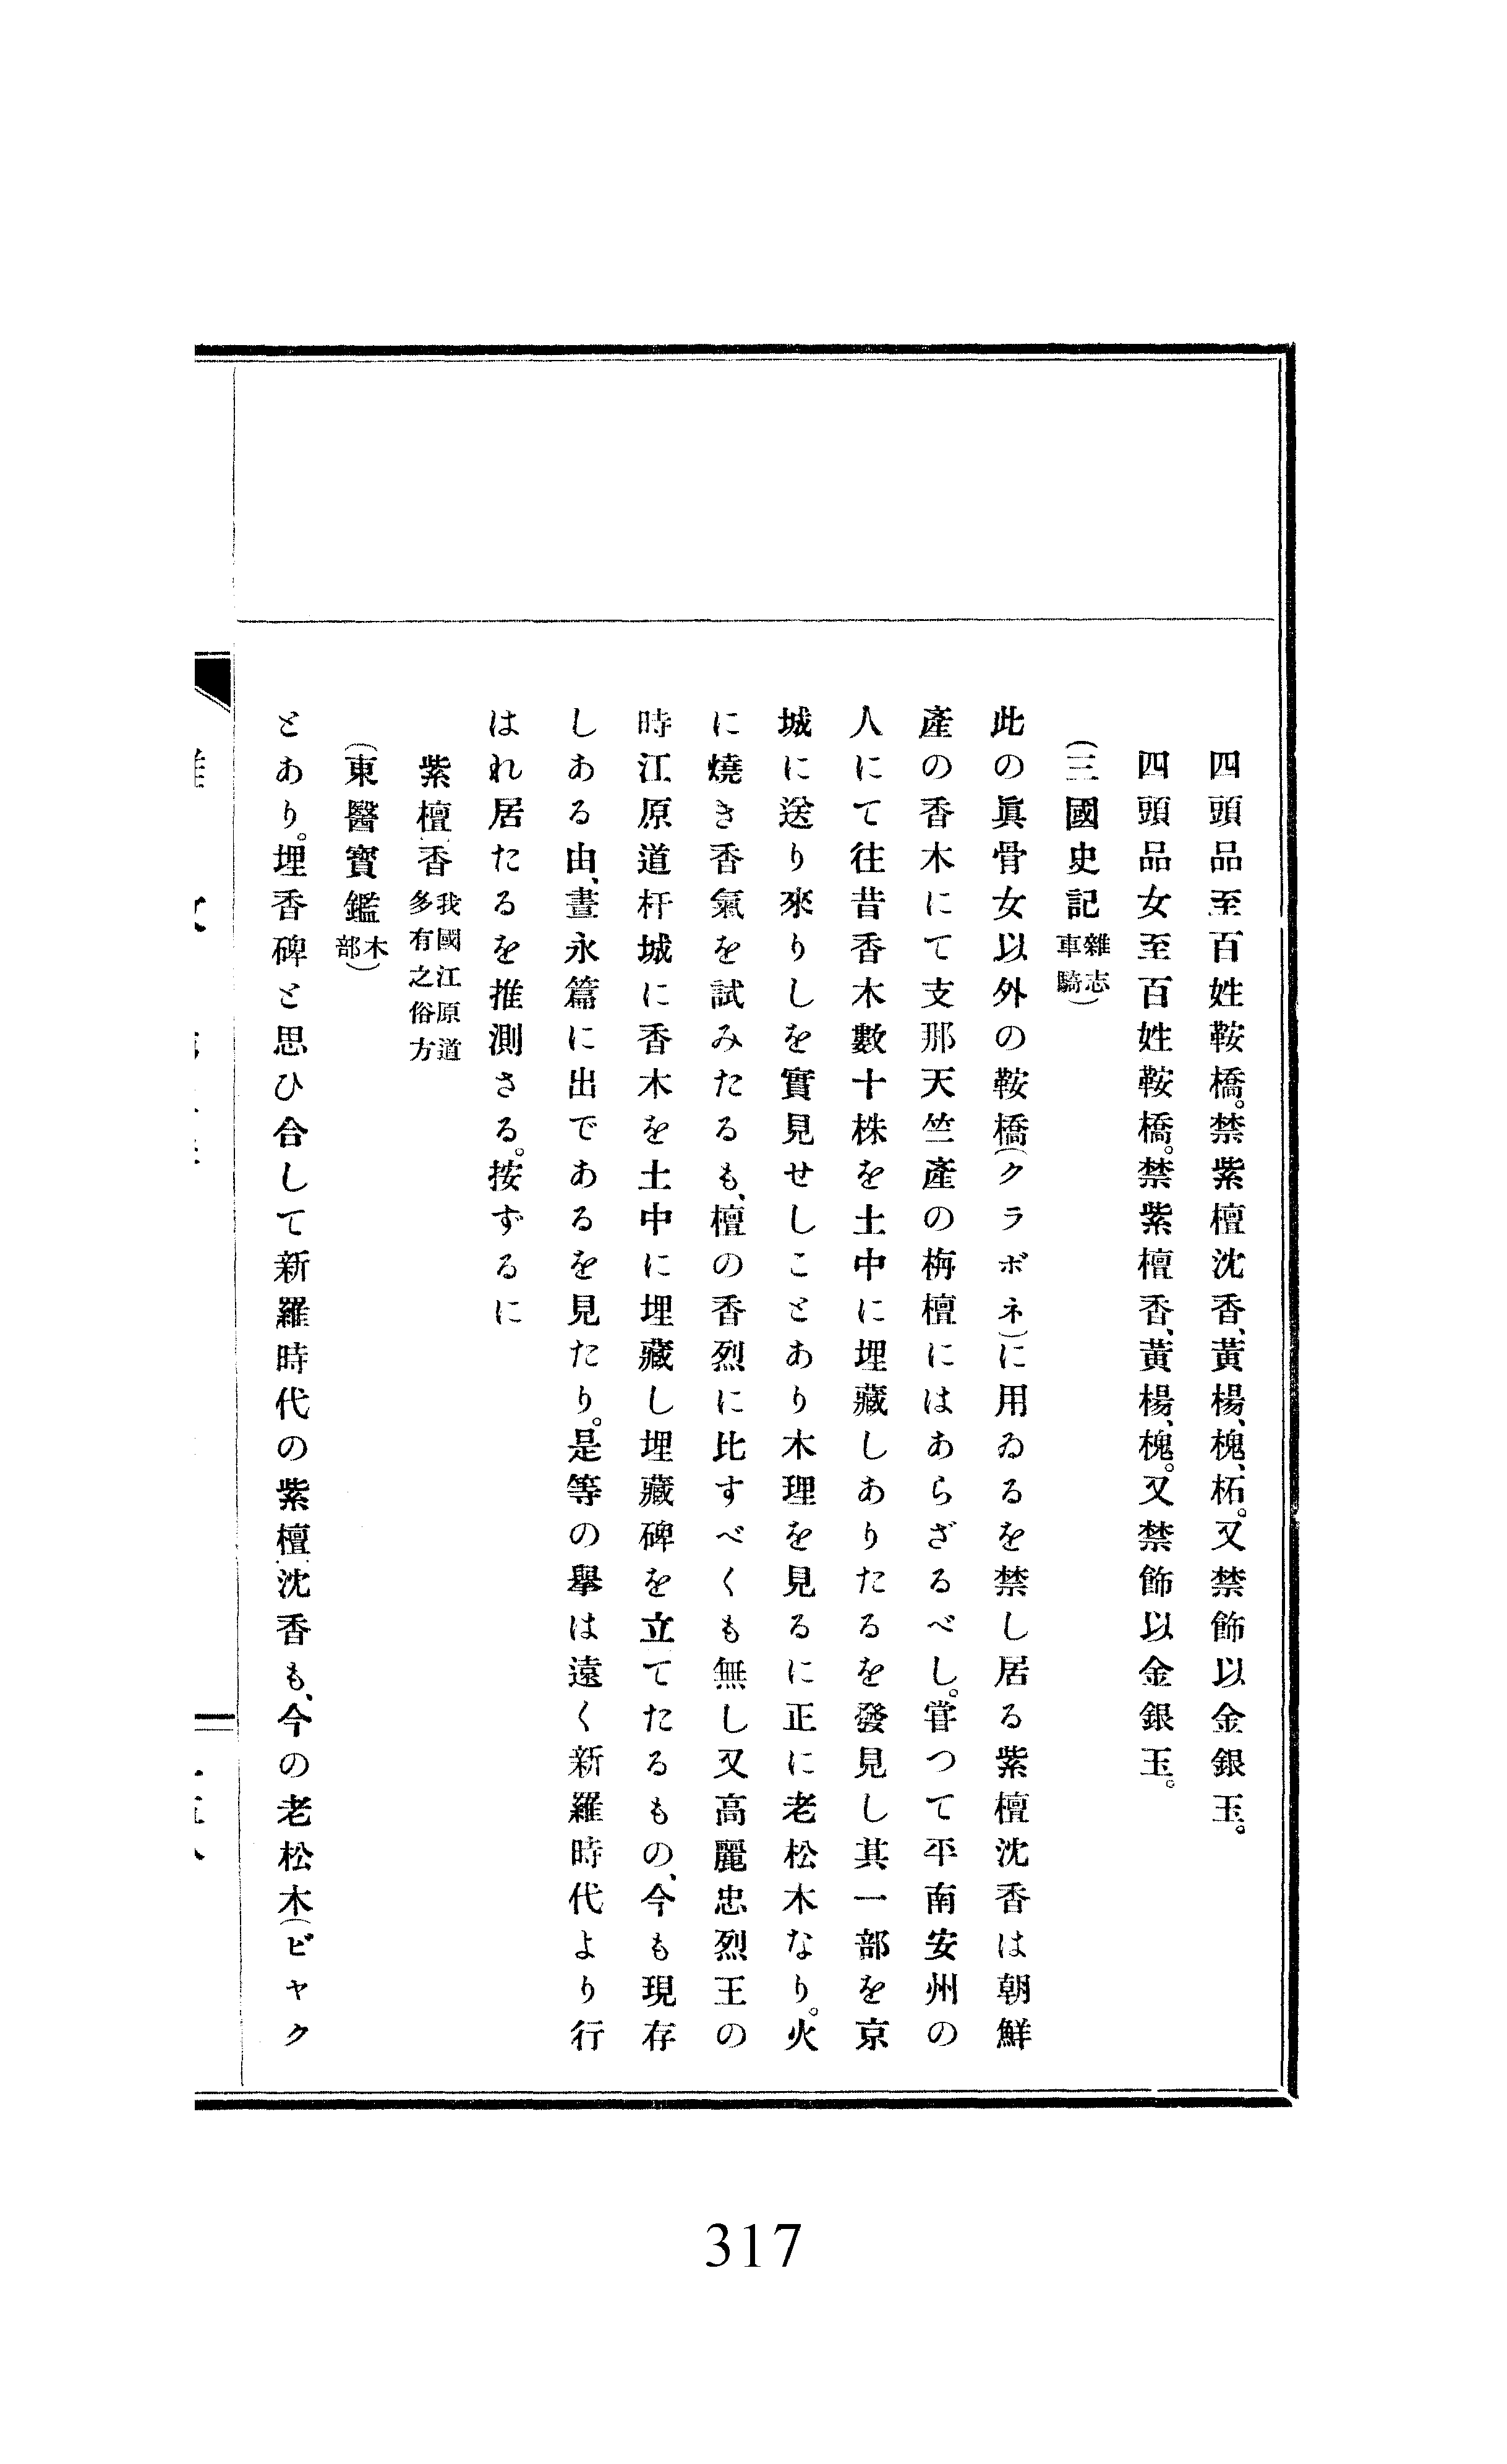 四頭品至百姓鞍橋。禁紫檀沈香、黃楊、槐、柘。又禁飾以金銀玉。
四頭品女至百姓鞍橋。禁紫檀香、黃楊、槐。又禁飾以金銀玉。
(三國史記雜志車騎)
此の眞骨女以外の鞍橋(クラボネ)に用ゐるを禁し居る紫檀沈香は朝鮮
產の香木にて支那天竺產の栴檀にはあらざるべし。甞つて平南安州の
人にて往昔香木數十株を土中に埋藏しありたるを發見し其一部を京
城に送り來りしを實見せしことあり木理を見るに正に老松木なり。火
に燒き香氣を試みたるも、檀の香烈に比すべくも無し又高麗忠烈王の
時江原道杆城に香木を土中に埋藏し埋藏碑を立てたるもの、今も現存
しある由、晝永篇に出であるを見たり。是等の擧は遠く新羅時代より行
はれ居たるを推測さる。按ずるに
紫檀香我國江原道多有之俗方
(東醫寶鑑木部)
とあり。埋香碑と思ひ合して新羅時代の紫檀沈香も、今の老松木(ビャク
317